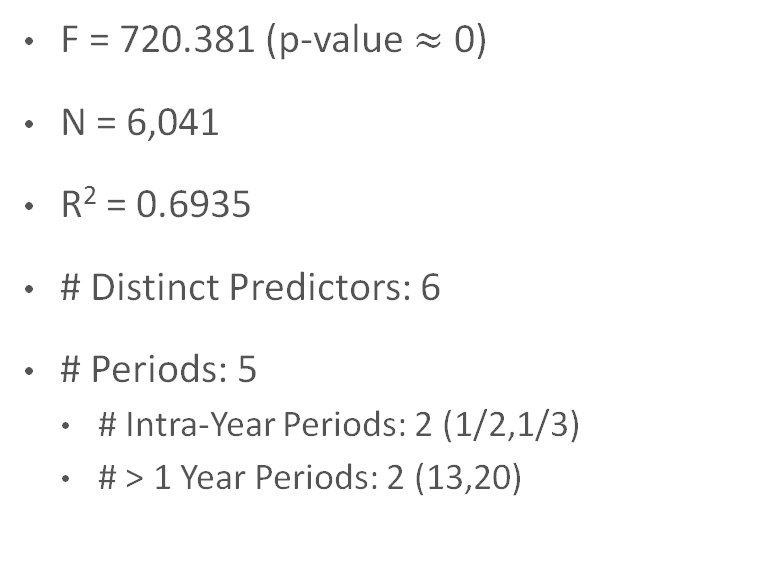 • F = 720.381 (p-value ≈ 0)
• N = 6,041
• R² = 0.6935
• # Distinct Predictors: 6
• # Periods: 5
• # Intra-Year Periods: 2 (1/2,1/3)
• # > 1 Year Periods: 2 (13,20)